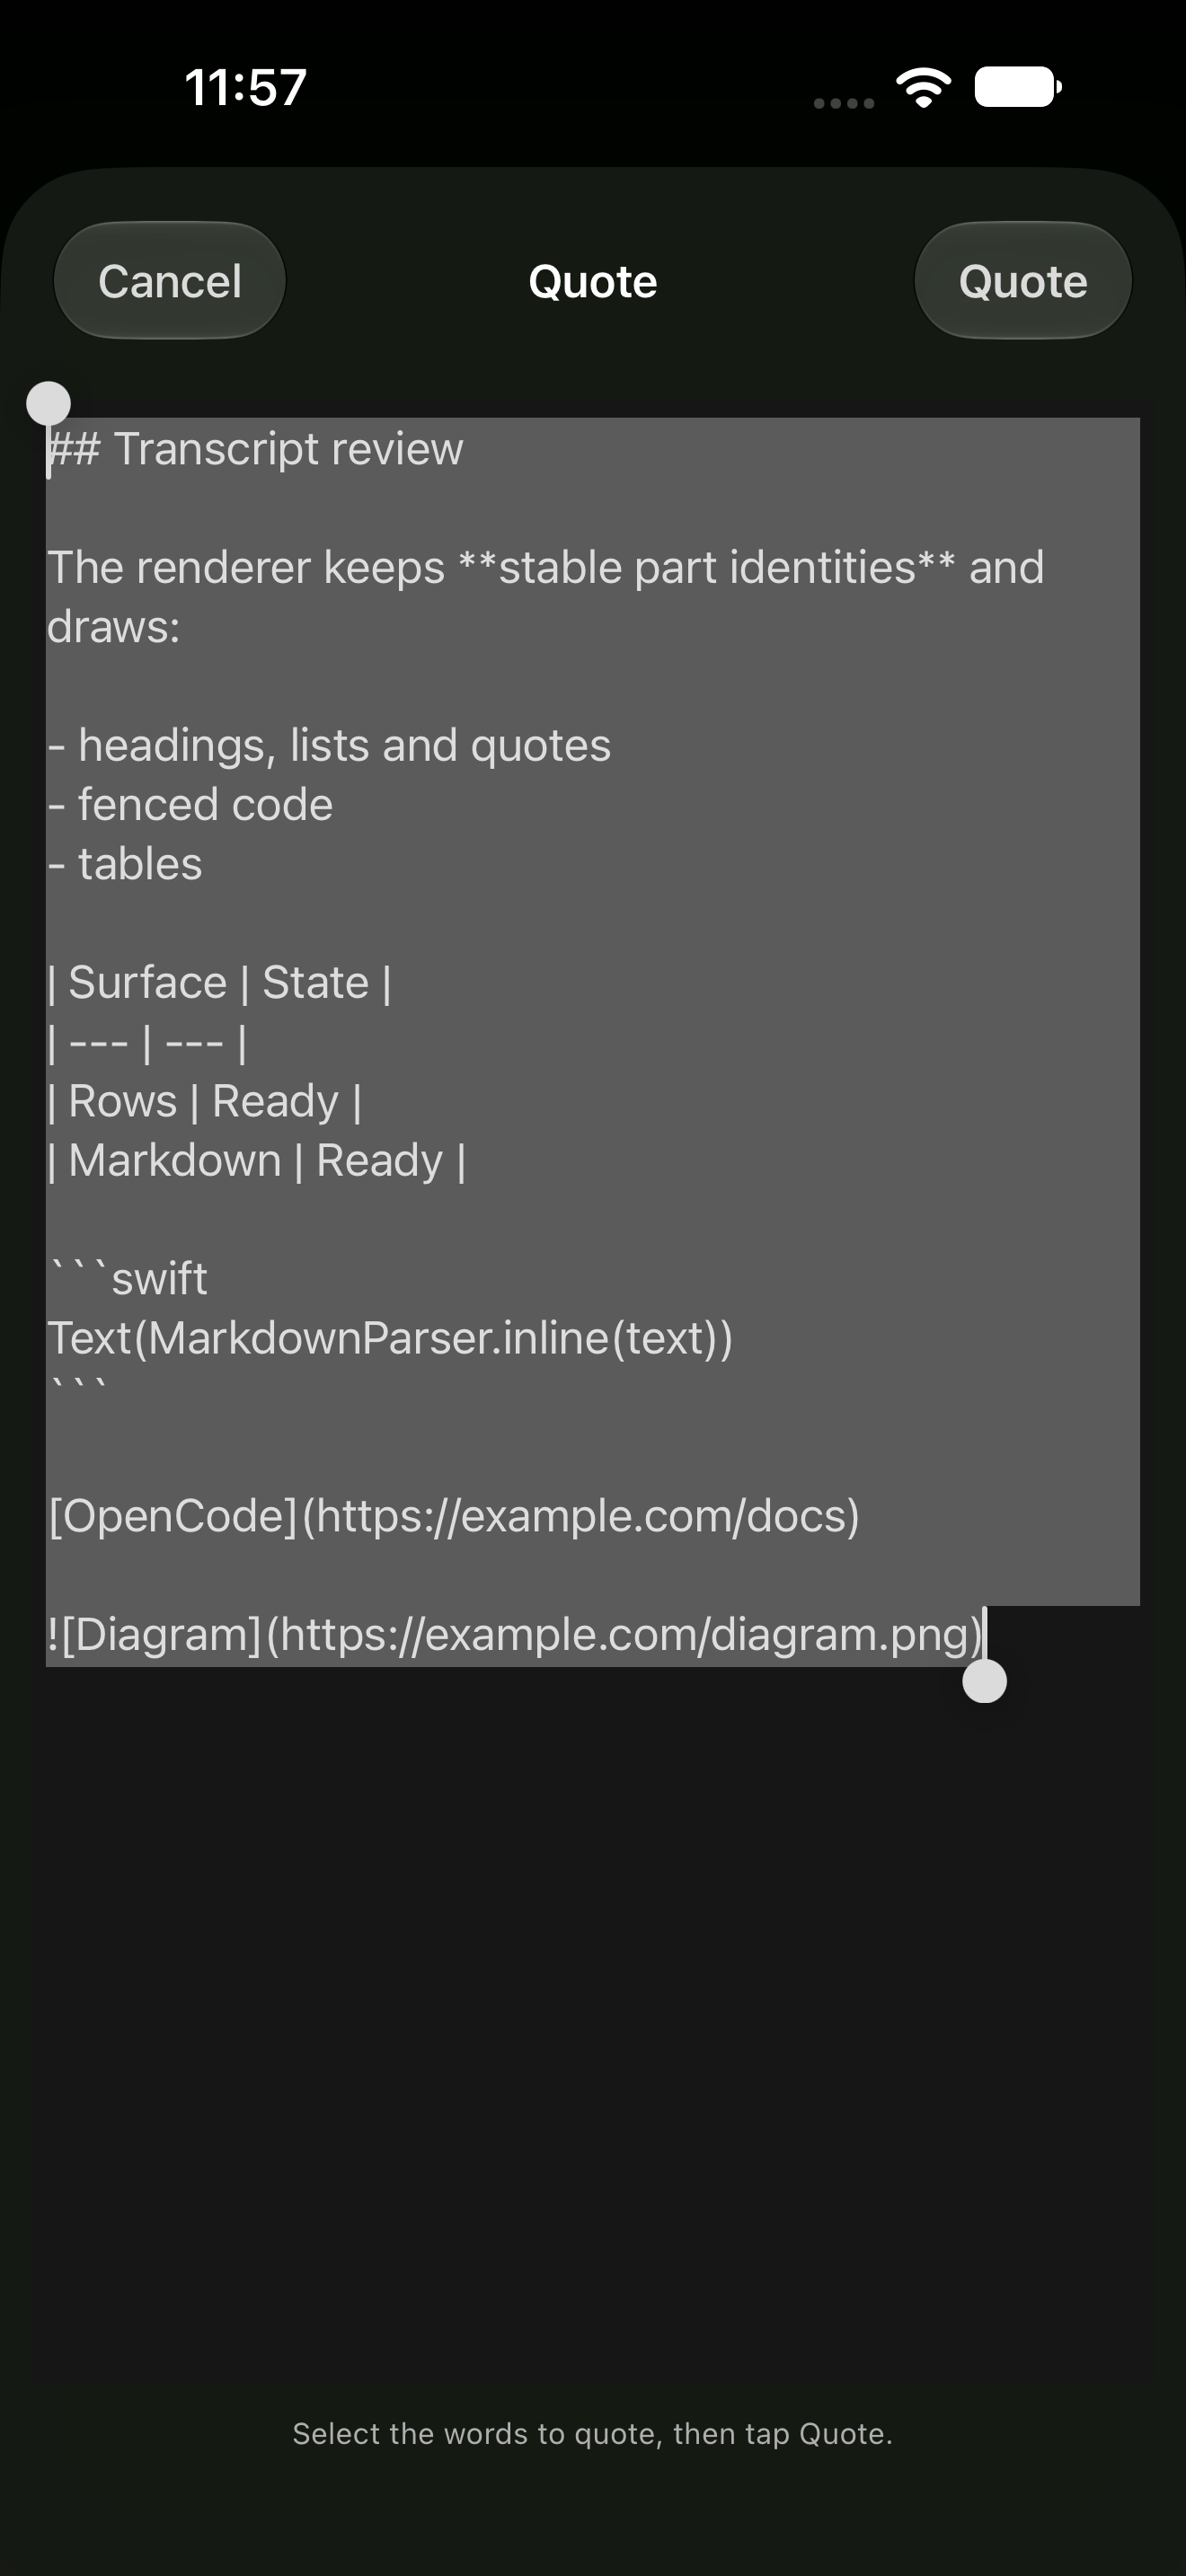 11:57
Cancel
Quote
Quote
## Transcript review
The renderer keeps **stable part identities** and
draws:
- headings, lists and quotes
- fenced code
- tables
| Surface | State |
| --- | --- |
| Rows | Ready |
| Markdown | Ready |
```swift
Text(MarkdownParser.inline(text))
```
[OpenCode](https://example.com/docs)
![Diagram](https://example.com/diagram.png)
Select the words to quote, then tap Quote.